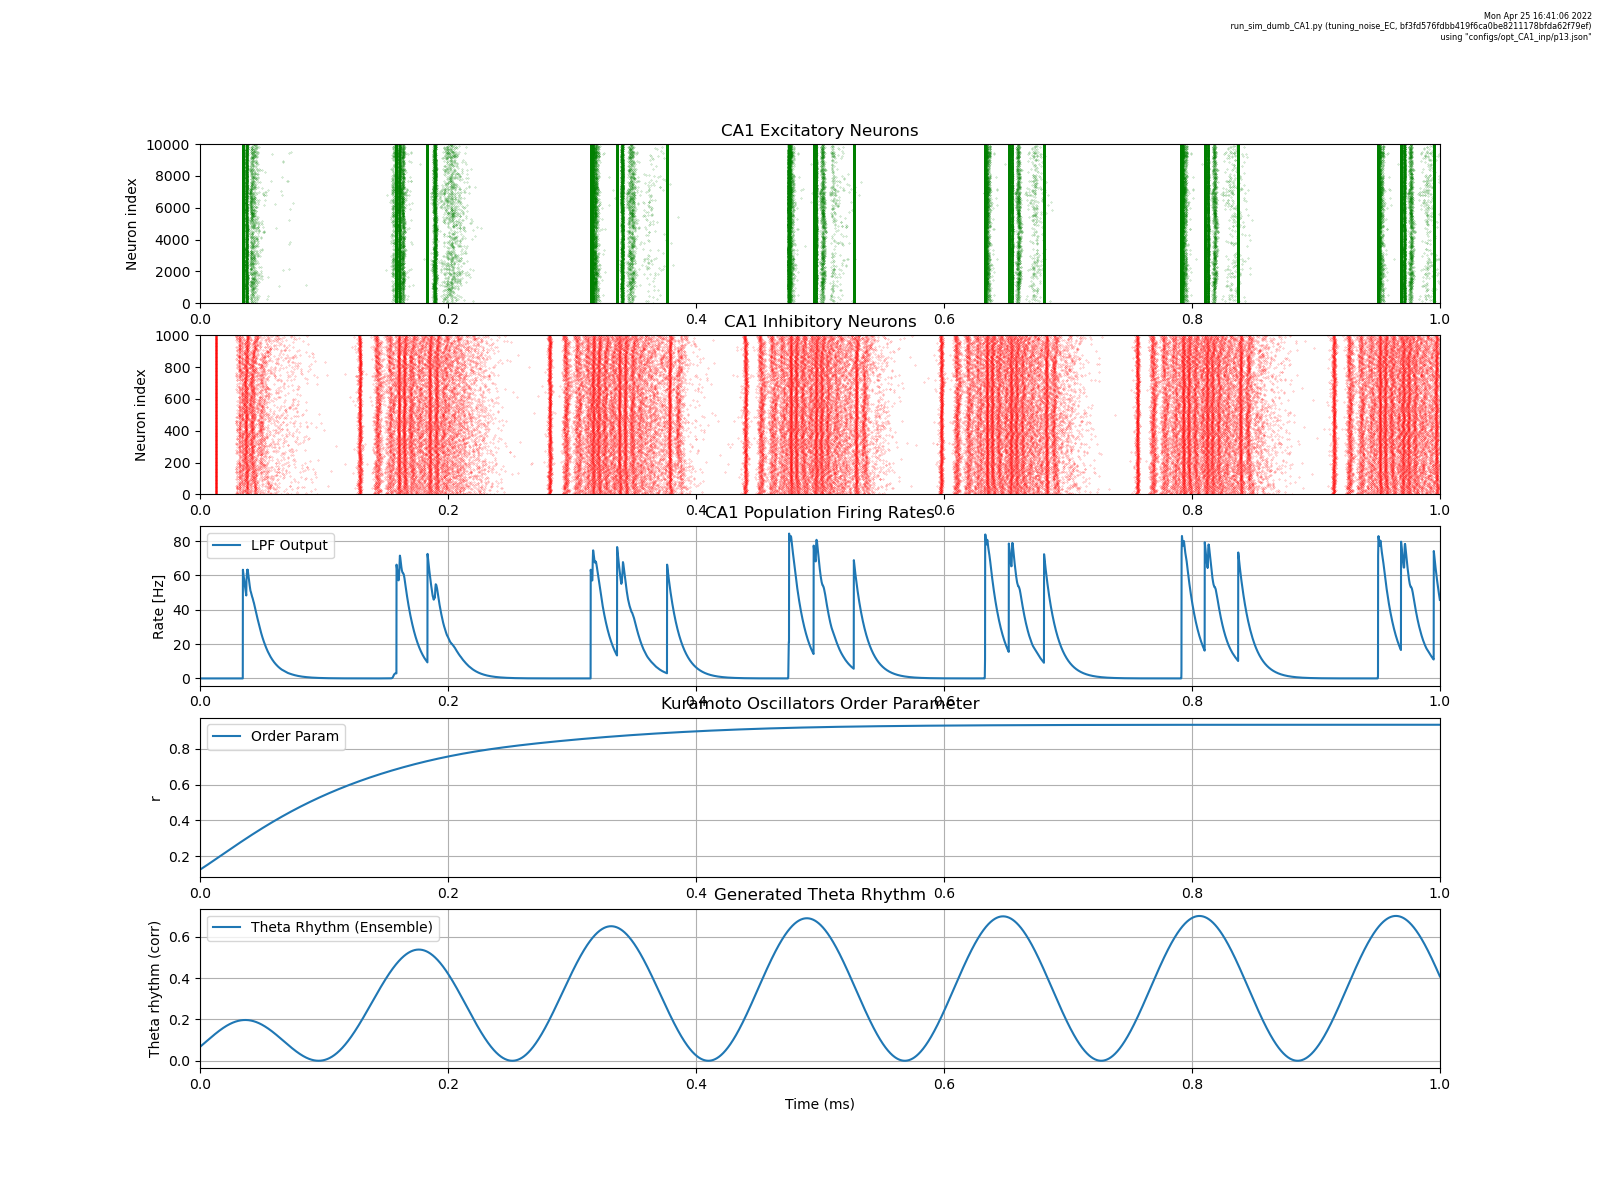 Mon Apr 25 16:41:06 2022
run_sim_dumb_CA1.py (tuning_noise_EC, bf3fd576fdbb419f6ca0be8211178bfda62f79ef)
using "configs/opt_CA1_inp/p13.json"
CA1 Excitatory Neurons
Neuron index
10000
8000
6000
4000
2000
0
0.0 0.2 0.4 0.6 0.8 1.0
CA1 Inhibitory Neurons
Neuron index
1000
800
600
400
200
0
0.0 0.2 0.4 0.6 0.8 1.0
CA1 Population Firing Rates
LPF Output
Rate [Hz]
80
60
40
20
0
0.0 0.2 0.4 0.6 0.8 1.0
Kuramoto Oscillators Order Parameter
Order Param
r
0.8
0.6
0.4
0.2
0.0 0.2 0.4 0.6 0.8 1.0
Generated Theta Rhythm
Theta Rhythm (Ensemble)
Theta rhythm (corr)
0.6
0.4
0.2
0.0
0.0 0.2 0.4 0.6 0.8 1.0
Time (ms)